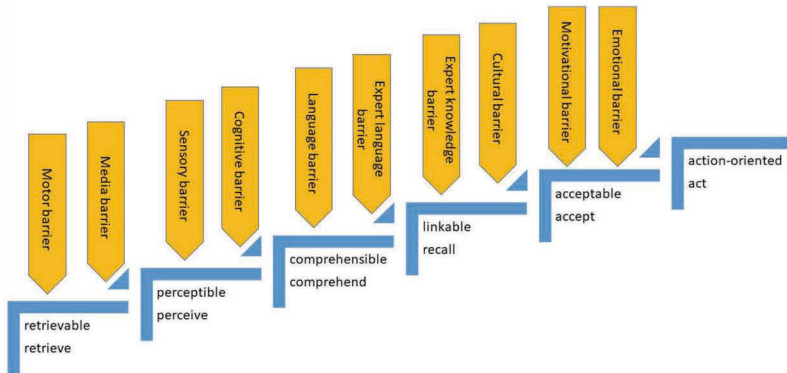 Motor barrier
Media barrier
Sensory barrier
Cognitive barrier
Language barrier
Expert language
barrier
Expert knowledge
barrier
Cultural barrier
Motivational barrier
Emotional barrier
retrievable
retrieve
perceptible
perceive
comprehensible
comprehend
linkable
recall
acceptable
accept
action-oriented
act